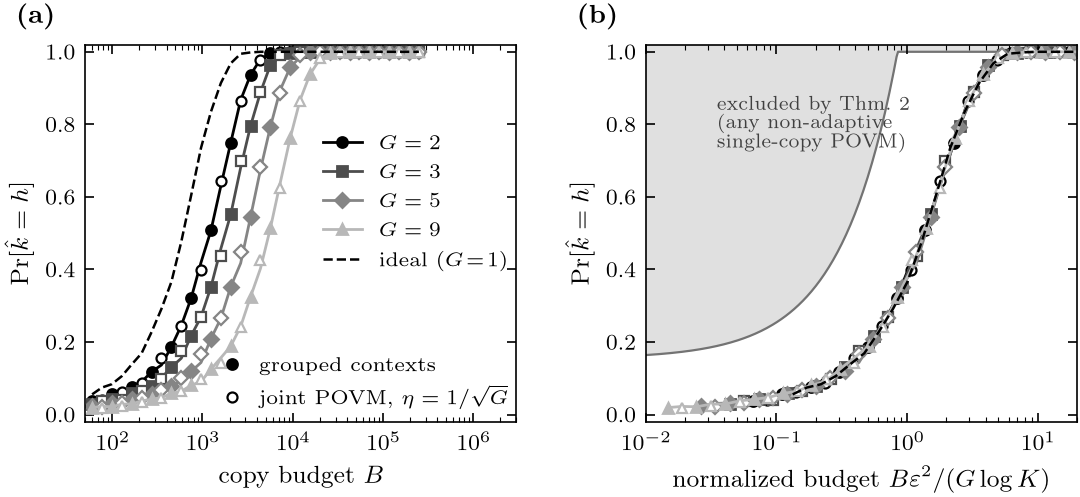 (a)
Pr[k̂ = h]
1.0
0.8
0.6
0.4
0.2
0.0
G = 2
G = 3
G = 5
G = 9
ideal (G=1)
grouped contexts
joint POVM, η = 1/√G
10² 10³ 10⁴ 10⁵ 10⁶
copy budget B
(b)
Pr[k̂ = h]
1.0
0.8
0.6
0.4
0.2
0.0
excluded by Thm. 2
(any non-adaptive
single-copy POVM)
10⁻² 10⁻¹ 10⁰ 10¹
normalized budget Bε²/(G log K)